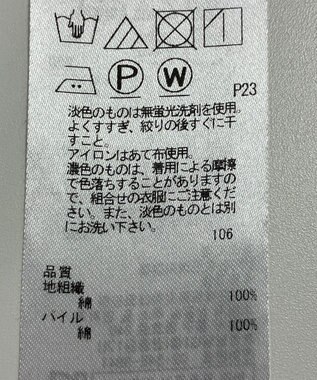 P W P23
淡色のものは無蛍光洗剤を使用。
よくすすぎ、絞りの後すぐに干
すこと。
アイロンはあて布使用。
濃色のものは、着用による摩擦
で色落ちすることがありますの
で、組合せの衣服にご注意くださ
い。また、淡色のものとは別
にお洗い下さい。
106
品質
地組織
綿 100%
パイル
綿 100%